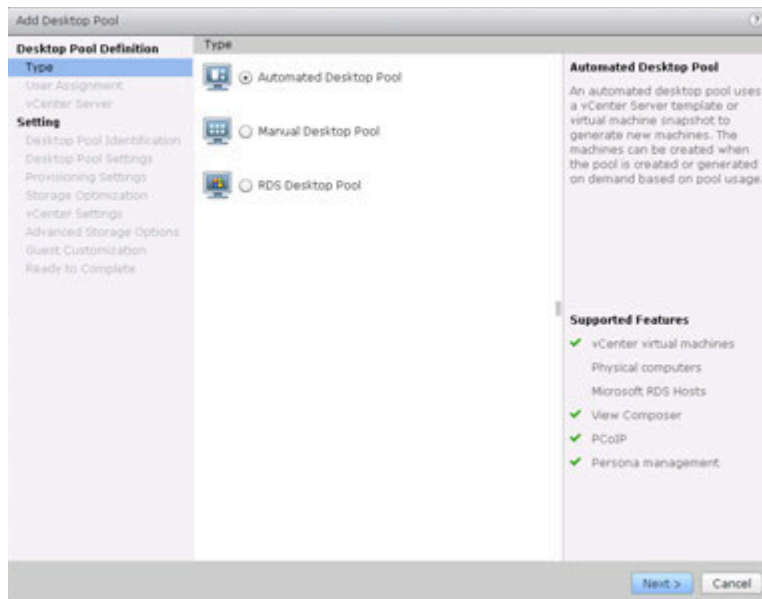 Add Desktop Pool
?
Desktop Pool Definition
Type
User Assignment
vCenter Server
Setting
Desktop Pool Identification
Desktop Pool Settings
Provisioning Settings
Storage Optimization
vCenter Settings
Advanced Storage Options
Guest Customization
Ready to Complete
Type
Automated Desktop Pool
Manual Desktop Pool
RDS Desktop Pool
Automated Desktop Pool
An automated desktop pool uses
a vCenter Server template or
virtual machine snapshot to
generate new machines. The
machines can be created when
the pool is created or generated
on demand based on pool usage.
Supported Features
vCenter virtual machines
Physical computers
Microsoft RDS Hosts
View Composer
PCoIP
Persona management
Next >
Cancel